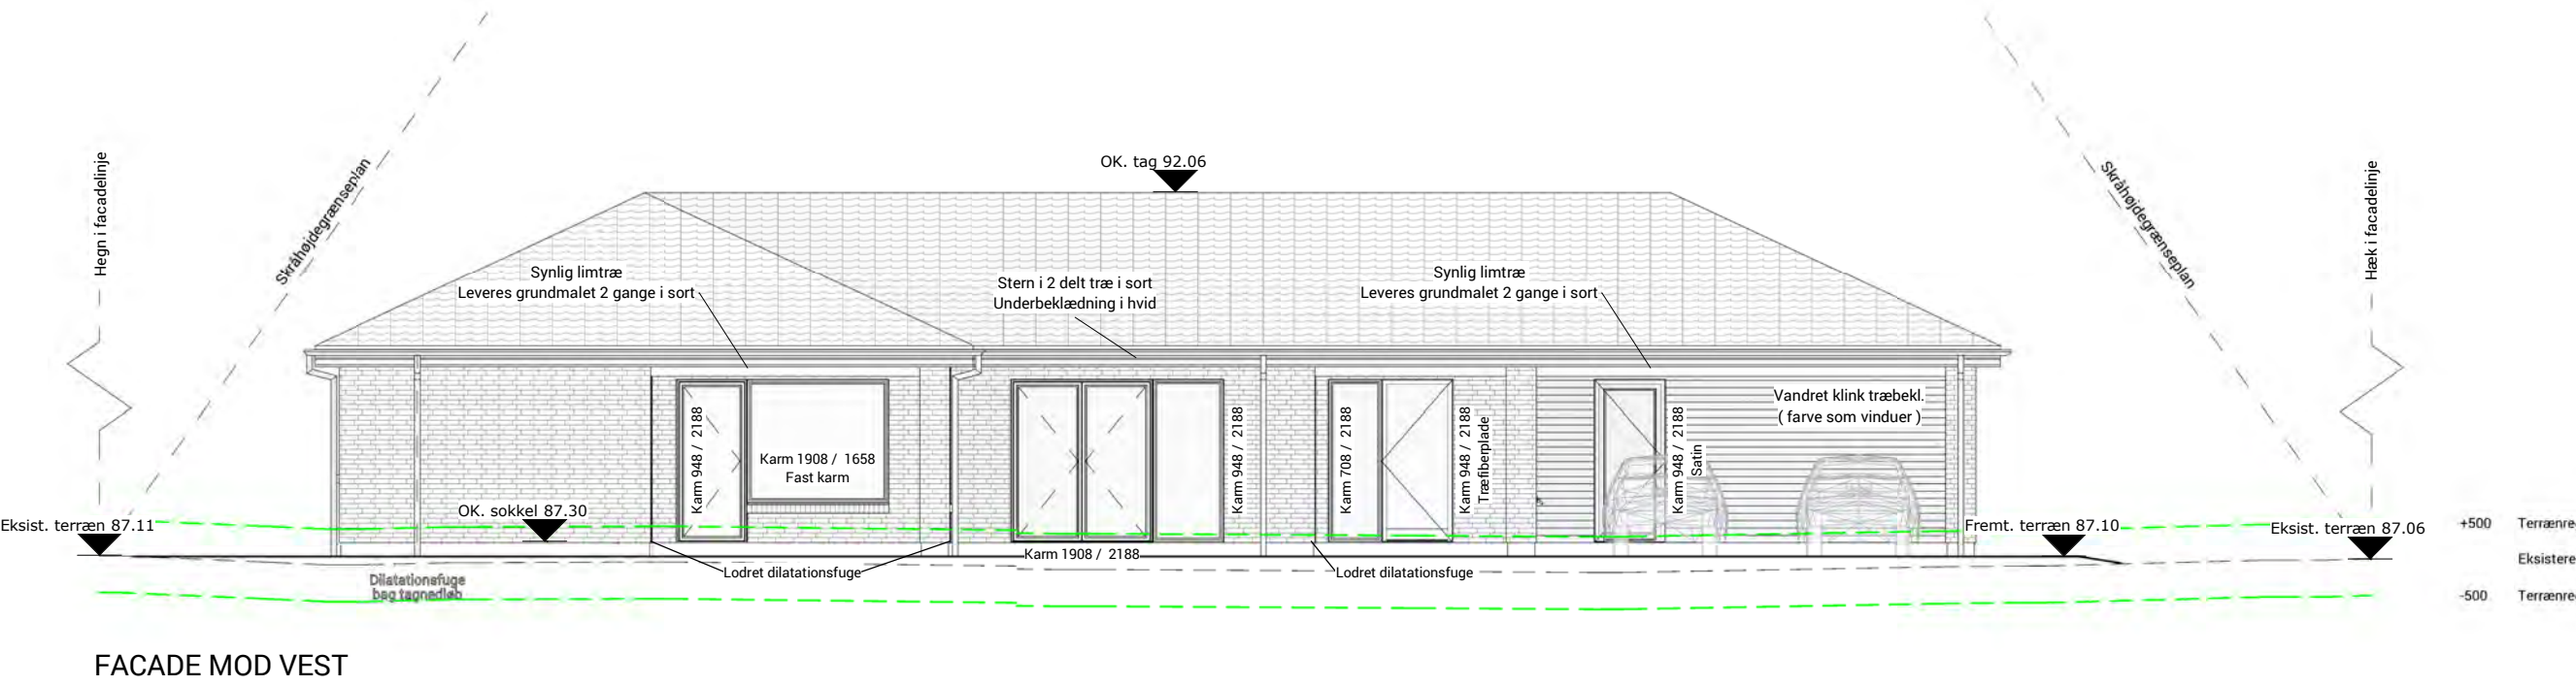 OK. tag 92.06
Hegn i facadelinje
Skråhøjdegrænseplan
Skråhøjdegrænseplan
Hæk i facadelinje
Synlig limtræ
Leveres grundmalet 2 gange i sort
Stern i 2 delt træ i sort
Underbeklædning i hvid
Synlig limtræ
Leveres grundmalet 2 gange i sort
Karm 948 / 2188
Karm 1908 / 1658
Fast karm
Karm 948 / 2188
Karm 708 / 2188
Karm 948 / 2188
Træfiberplade
Karm 948 / 2188
Satin
Vandret klink træbekl.
( farve som vinduer )
Eksist. terræn 87.11
OK. sokkel 87.30
Fremt. terræn 87.10
Eksist. terræn 87.06
+500 Terrænre
Karm 1908 / 2188
Eksistere
Lodret dilatationsfuge
Lodret dilatationsfuge
Dilatationsfuge
bag tagnedløb
-500 Terrænre
FACADE MOD VEST